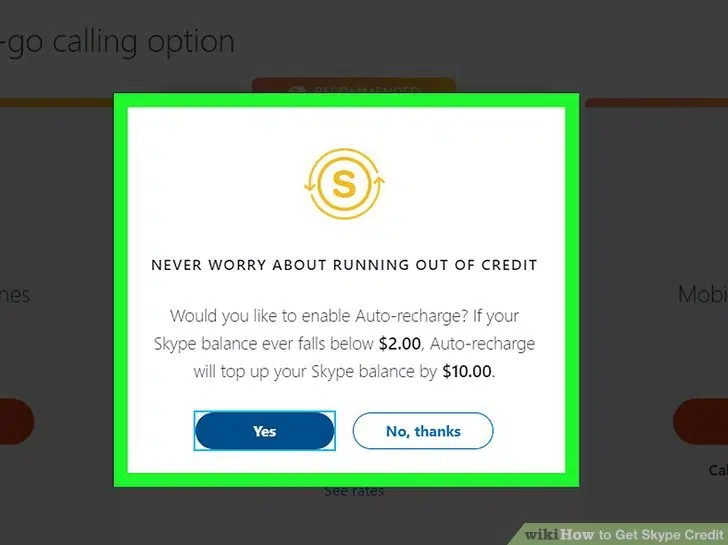 -go calling option
RECOMMENDED
S
NEVER WORRY ABOUT RUNNING OUT OF CREDIT
Would you like to enable Auto-recharge? If your
Skype balance ever falls below $2.00, Auto-recharge
will top up your Skype balance by $10.00.
nes
Mobi
Yes
No, thanks
Cal
See rates
wikiHow to Get Skype Credit